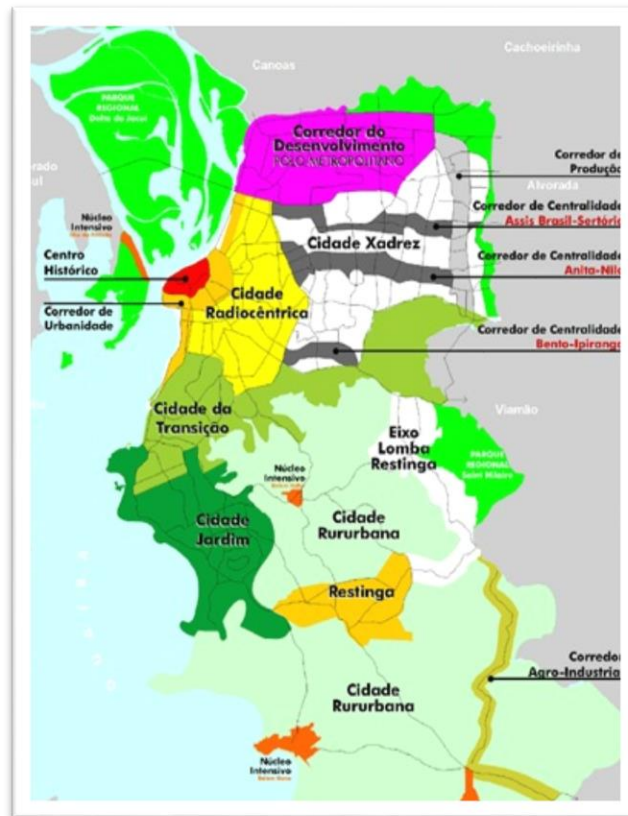 Cachoeirinha
Canoas
PARQUE
REGIONAL
Delta do Jacuí
Corredor do
Desenvolvimento
PÓLO METROPOLITANO
Corredor de
Produção
Alvorada
Núcleo
Intensivo
Corredor de Centralidade
Assis Brasil-Sertório
Cidade Xadrez
Centro
Histórico
Corredor de Centralidade
Anita-Nilo
Cidade
Radiocêntrica
Corredor de
Urbanidade
Corredor de Centralidade
Bento-Ipiranga
Cidade da
Transição
Viamão
Eixo
Lomba
Restinga
PARQUE
REGIONAL
Saint Hilaire
Núcleo
Intensivo
Cidade
Jardim
Cidade
Rururbana
Restinga
Corredor
Agro-Industrial
Cidade
Rururbana
Núcleo
Intensivo